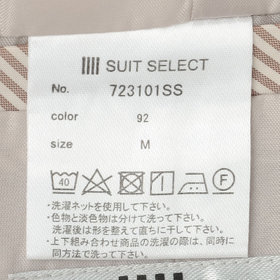 SUIT SELECT
No. 723101SS
color 92
size M
40 F
・洗濯ネットを使用して下さい。
・色物と淡色物は分けて洗って下さい。
洗濯後は形を整えて直ちに干して下さい。
・上下組み合わせ商品の洗濯の際は、同時に同方法で洗って下さい。